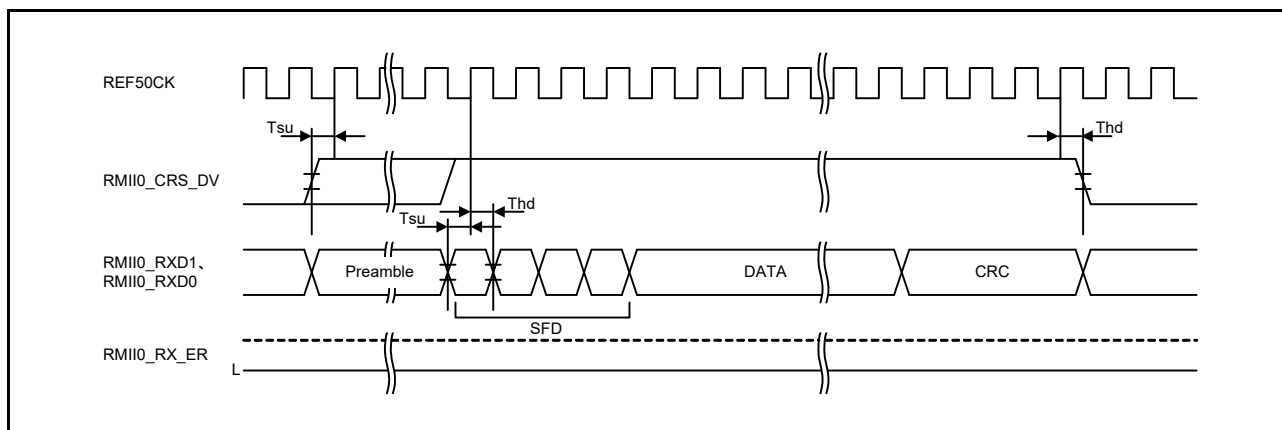 REF50CK
Tsu
Thd
RMII0_CRS_DV
Tsu
Thd
RMII0_RXD1、
RMII0_RXD0
Preamble
DATA
CRC
SFD
RMII0_RX_ER
L